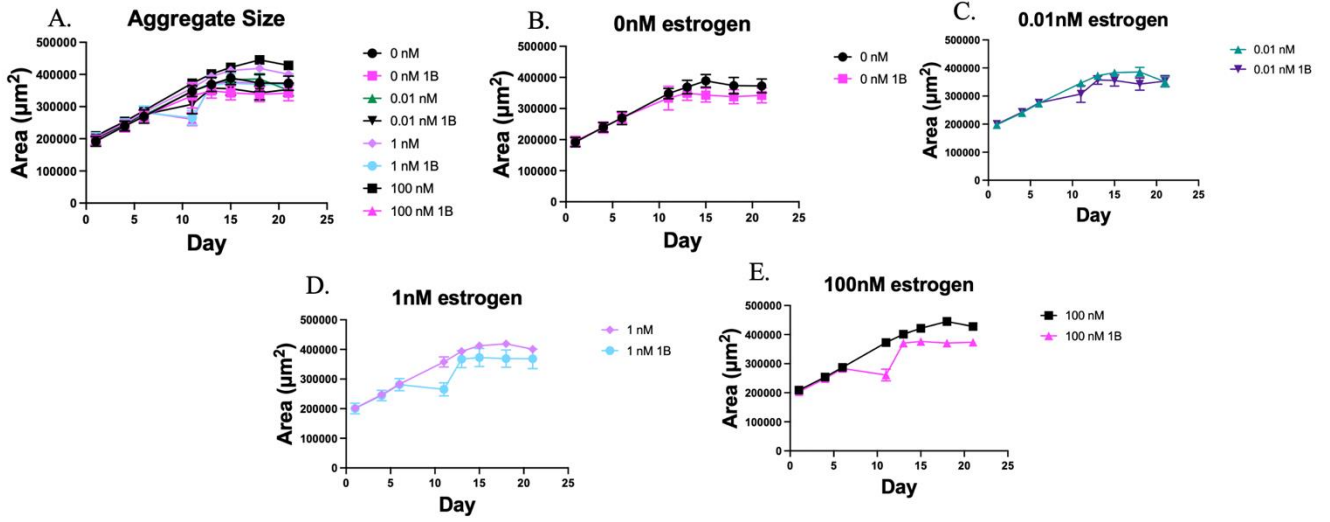 A.
Aggregate Size
Area (µm²)
500000
400000
300000
200000
100000
0
0 5 10 15 20 25
Day
0 nM
0 nM 1B
0.01 nM
0.01 nM 1B
1 nM
1 nM 1B
100 nM
100 nM 1B
B.
0nM estrogen
Area (µm²)
500000
400000
300000
200000
100000
0
0 5 10 15 20 25
Day
0 nM
0 nM 1B
C.
0.01nM estrogen
Area (µm²)
500000
400000
300000
200000
100000
0
0 5 10 15 20 25
Day
0.01 nM
0.01 nM 1B
D.
1nM estrogen
Area (µm²)
500000
400000
300000
200000
100000
0
0 5 10 15 20 25
Day
1 nM
1 nM 1B
E.
100nM estrogen
Area (µm²)
500000
400000
300000
200000
100000
0
0 5 10 15 20 25
Day
100 nM
100 nM 1B